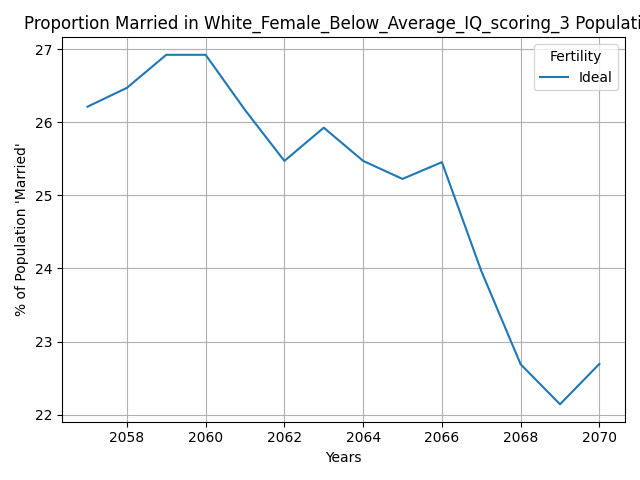 Proportion Married in White_Female_Below_Average_IQ_scoring_3 Populati
27
26
25
24
23
22
% of Population 'Married'
Fertility
Ideal
2058 2060 2062 2064 2066 2068 2070
Years